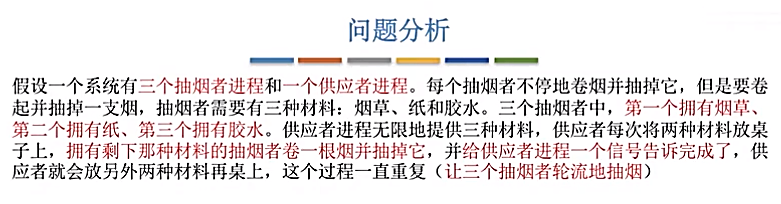 问题分析
假设一个系统有三个抽烟者进程和一个供应者进程。每个抽烟者不停地卷烟并抽掉它，但是要卷
起并抽掉一支烟，抽烟者需要有三种材料：烟草、纸和胶水。三个抽烟者中，第一个拥有烟草、
第二个拥有纸、第三个拥有胶水。供应者进程无限地提供三种材料，供应者每次将两种材料放桌
子上，拥有剩下那种材料的抽烟者卷一根烟并抽掉它，并给供应者进程一个信号告诉完成了，供
应者就会放另外两种材料再桌上，这个过程一直重复（让三个抽烟者轮流地抽烟）